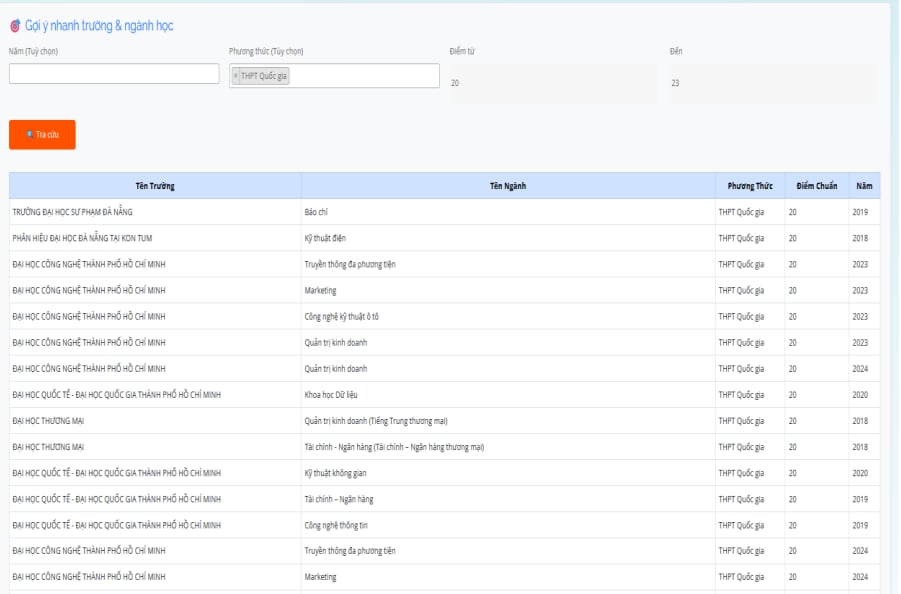 Gợi ý nhanh trường & ngành học
Năm (Tuỳ chọn) Phương thức (Tùy chọn) Điểm từ Đến
× THPT Quốc gia 20 23
Tra cứu
Tên Trường Tên Ngành Phương Thức Điểm Chuẩn Năm
TRƯỜNG ĐẠI HỌC SƯ PHẠM ĐÀ NẴNG Báo chí THPT Quốc gia 20 2019
PHÂN HIỆU ĐẠI HỌC ĐÀ NẴNG TẠI KON TUM Kỹ thuật điện THPT Quốc gia 20 2018
ĐẠI HỌC CÔNG NGHỆ THÀNH PHỐ HỒ CHÍ MINH Truyền thông đa phương tiện THPT Quốc gia 20 2023
ĐẠI HỌC CÔNG NGHỆ THÀNH PHỐ HỒ CHÍ MINH Marketing THPT Quốc gia 20 2023
ĐẠI HỌC CÔNG NGHỆ THÀNH PHỐ HỒ CHÍ MINH Công nghệ kỹ thuật ô tô THPT Quốc gia 20 2023
ĐẠI HỌC CÔNG NGHỆ THÀNH PHỐ HỒ CHÍ MINH Quản trị kinh doanh THPT Quốc gia 20 2023
ĐẠI HỌC CÔNG NGHỆ THÀNH PHỐ HỒ CHÍ MINH Quản trị kinh doanh THPT Quốc gia 20 2024
ĐẠI HỌC QUỐC TẾ - ĐẠI HỌC QUỐC GIA THÀNH PHỐ HỒ CHÍ MINH Khoa học Dữ liệu THPT Quốc gia 20 2020
ĐẠI HỌC THƯƠNG MẠI Quản trị kinh doanh (Tiếng Trung thương mại) THPT Quốc gia 20 2018
ĐẠI HỌC THƯƠNG MẠI Tài chính - Ngân hàng (Tài chính – Ngân hàng thương mại) THPT Quốc gia 20 2018
ĐẠI HỌC QUỐC TẾ - ĐẠI HỌC QUỐC GIA THÀNH PHỐ HỒ CHÍ MINH Kỹ thuật không gian THPT Quốc gia 20 2020
ĐẠI HỌC QUỐC TẾ - ĐẠI HỌC QUỐC GIA THÀNH PHỐ HỒ CHÍ MINH Tài chính – Ngân hàng THPT Quốc gia 20 2019
ĐẠI HỌC QUỐC TẾ - ĐẠI HỌC QUỐC GIA THÀNH PHỐ HỒ CHÍ MINH Công nghệ thông tin THPT Quốc gia 20 2019
ĐẠI HỌC CÔNG NGHỆ THÀNH PHỐ HỒ CHÍ MINH Truyền thông đa phương tiện THPT Quốc gia 20 2024
ĐẠI HỌC CÔNG NGHỆ THÀNH PHỐ HỒ CHÍ MINH Marketing THPT Quốc gia 20 2024